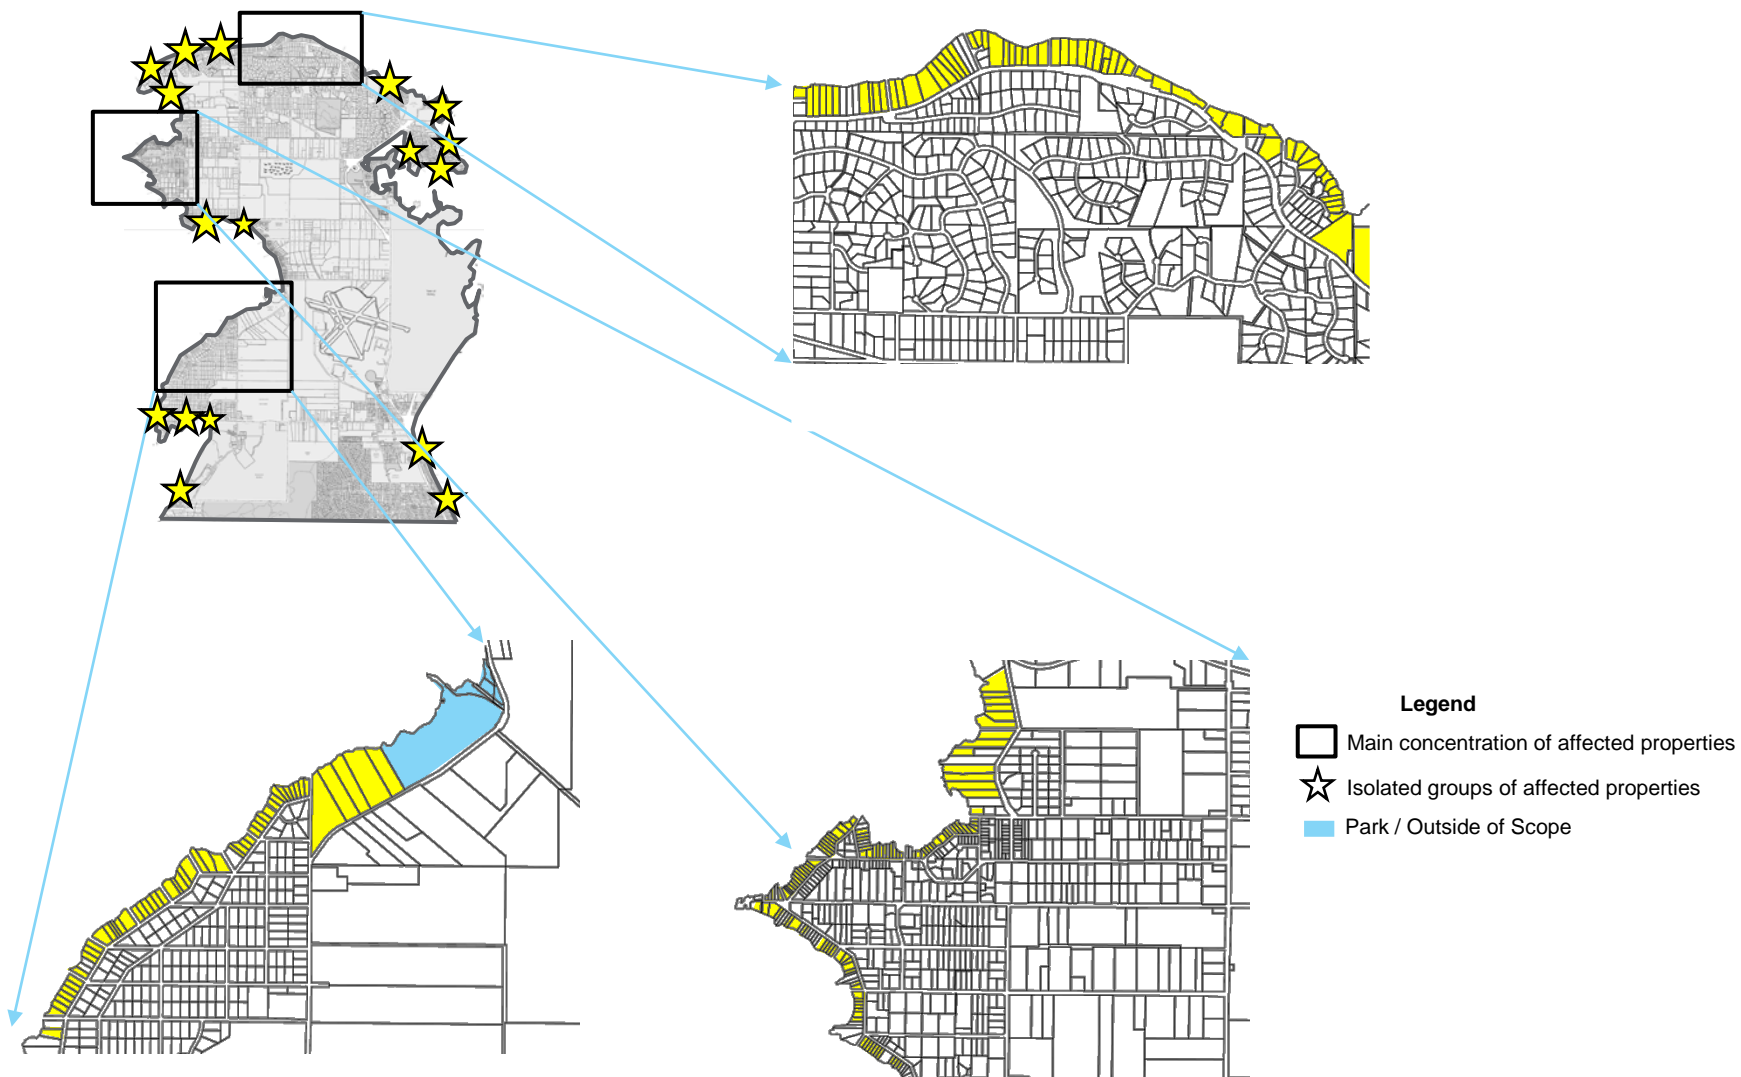 Legend
Main concentration of affected properties
Isolated groups of affected properties
Park / Outside of Scope